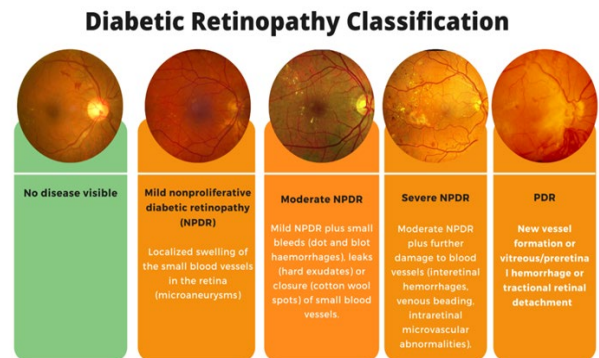 Diabetic Retinopathy Classification
No disease visible
Mild nonproliferative
diabetic retinopathy
(NPDR)
Localized swelling of
the small blood vessels
in the retina
(microaneurysms)
Moderate NPDR
Mild NPDR plus small
bleeds (dot and blot
haemorrhages), leaks
(hard exudates) or
closure (cotton wool
spots) of small blood
vessels.
Severe NPDR
Moderate NPDR
plus further
damage to blood
vessels (interetinal
hemorrhages,
venous beading,
intraretinal
microvascular
abnormalities).
PDR
New vessel
formation or
vitreous/preretina
l hemorrhage or
tractional retinal
detachment